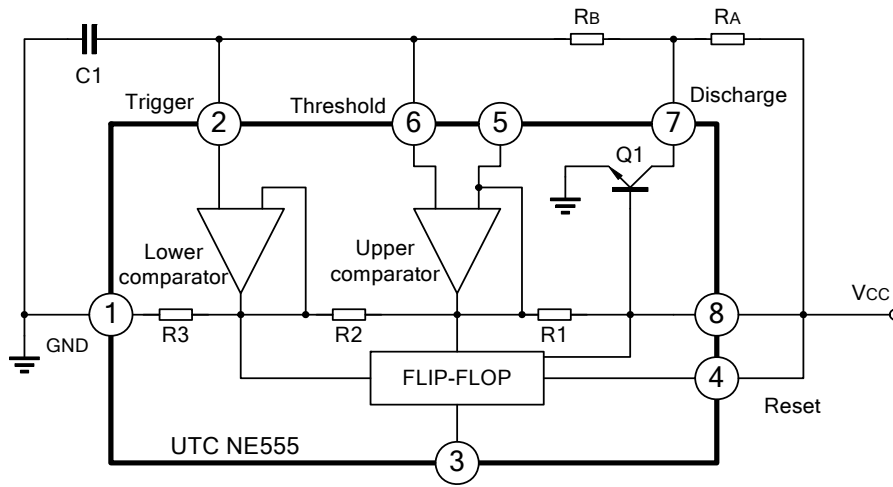 RB
RA
C1
Trigger
Threshold
Discharge
2
6
5
7
Q1
Lower
comparator
Upper
comparator
VCC
1
8
GND
R3
R2
R1
FLIP-FLOP
4
Reset
UTC NE555
3